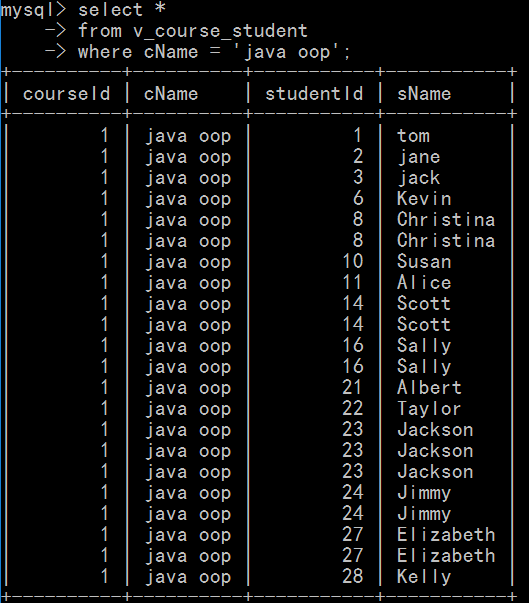 mysql> select *
    -> from v_course_student
    -> where cName = 'java oop';
+----------+----------+-----------+-----------+
| courseId | cName    | studentId | sName     |
+----------+----------+-----------+-----------+
|        1 | java oop |         1 | tom       |
|        1 | java oop |         2 | jane      |
|        1 | java oop |         3 | jack      |
|        1 | java oop |         6 | Kevin     |
|        1 | java oop |         8 | Christina |
|        1 | java oop |         8 | Christina |
|        1 | java oop |        10 | Susan     |
|        1 | java oop |        11 | Alice     |
|        1 | java oop |        14 | Scott     |
|        1 | java oop |        14 | Scott     |
|        1 | java oop |        16 | Sally     |
|        1 | java oop |        16 | Sally     |
|        1 | java oop |        21 | Albert    |
|        1 | java oop |        22 | Taylor    |
|        1 | java oop |        23 | Jackson   |
|        1 | java oop |        23 | Jackson   |
|        1 | java oop |        23 | Jackson   |
|        1 | java oop |        24 | Jimmy     |
|        1 | java oop |        24 | Jimmy     |
|        1 | java oop |        27 | Elizabeth |
|        1 | java oop |        27 | Elizabeth |
|        1 | java oop |        28 | Kelly     |
+----------+----------+-----------+-----------+